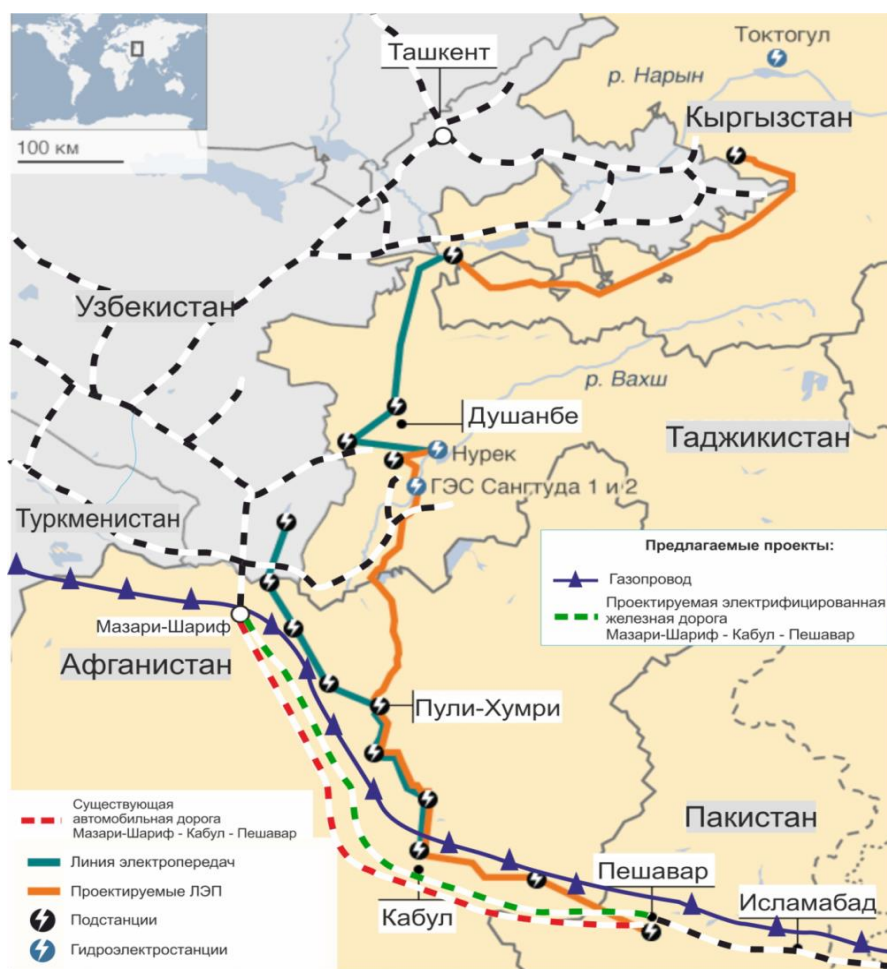 Токтогул
Ташкент
р. Нарын
Кыргызстан
100 км
Узбекистан
р. Вахш
Душанбе
Таджикистан
Нурек
ГЭС Сангтуда 1 и 2
Туркменистан
Предлагаемые проекты:
Газопровод
Проектируемая электрифицированная
железная дорога
Мазари-Шариф - Кабул - Пешавар
Мазари-Шариф
Афганистан
Пули-Хумри
Существующая
автомобильная дорога
Мазари-Шариф - Кабул - Пешавар
Линия электропередач
Проектируемые ЛЭП
Подстанции
Гидроэлектростанции
Пакистан
Пешавар
Исламабад
Кабул